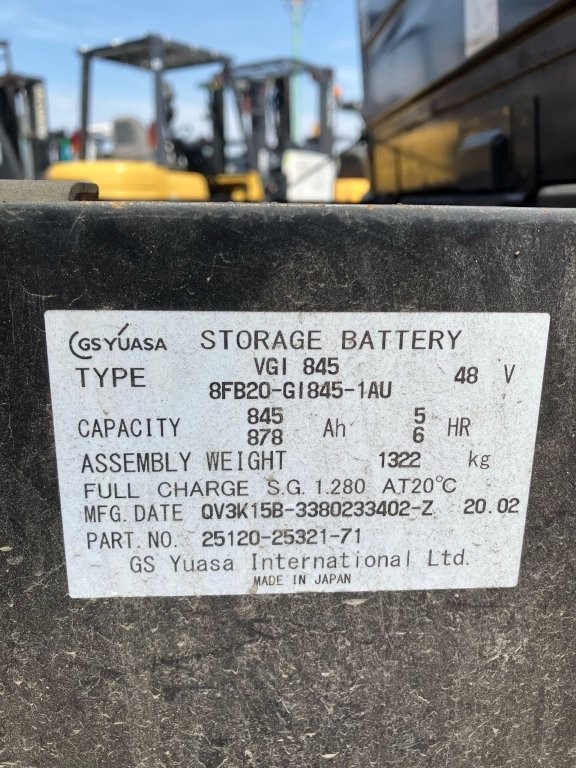 GS YUASA STORAGE BATTERY
TYPE VGI 845 48 V
8FB20-GI845-1AU
CAPACITY 845 Ah 5 HR
878 6
ASSEMBLY WEIGHT 1322 kg
FULL CHARGE S.G. 1.280 AT20℃
MFG. DATE QV3K15B-3380233402-Z 20.02
PART. NO. 25120-25321-71
GS Yuasa International Ltd.
MADE IN JAPAN